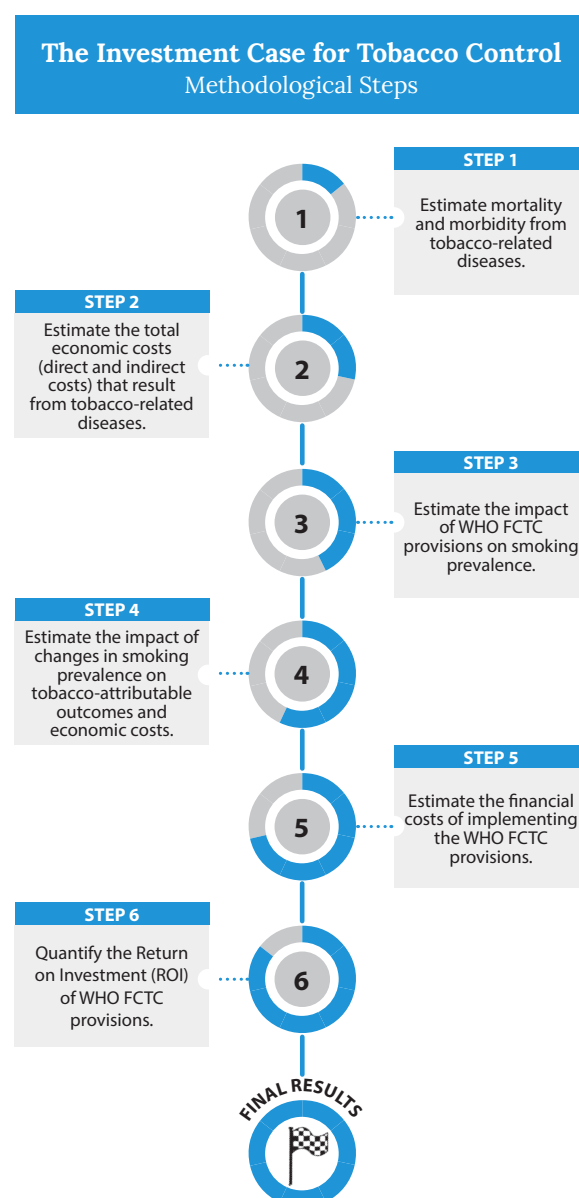 The Investment Case for Tobacco Control
Methodological Steps
STEP 1
1
Estimate mortality
and morbidity from
tobacco-related
diseases.
STEP 2
Estimate the total
economic costs
(direct and indirect
costs) that result
from tobacco-related
diseases.
2
STEP 3
3
Estimate the impact
of WHO FCTC
provisions on smoking
prevalence.
STEP 4
Estimate the impact of
changes in smoking
prevalence on
tobacco-attributable
outcomes and
economic costs.
4
STEP 5
5
Estimate the financial
costs of implementing
the WHO FCTC
provisions.
STEP 6
Quantify the Return
on Investment (ROI)
of WHO FCTC
provisions.
6
FINAL RESULTS